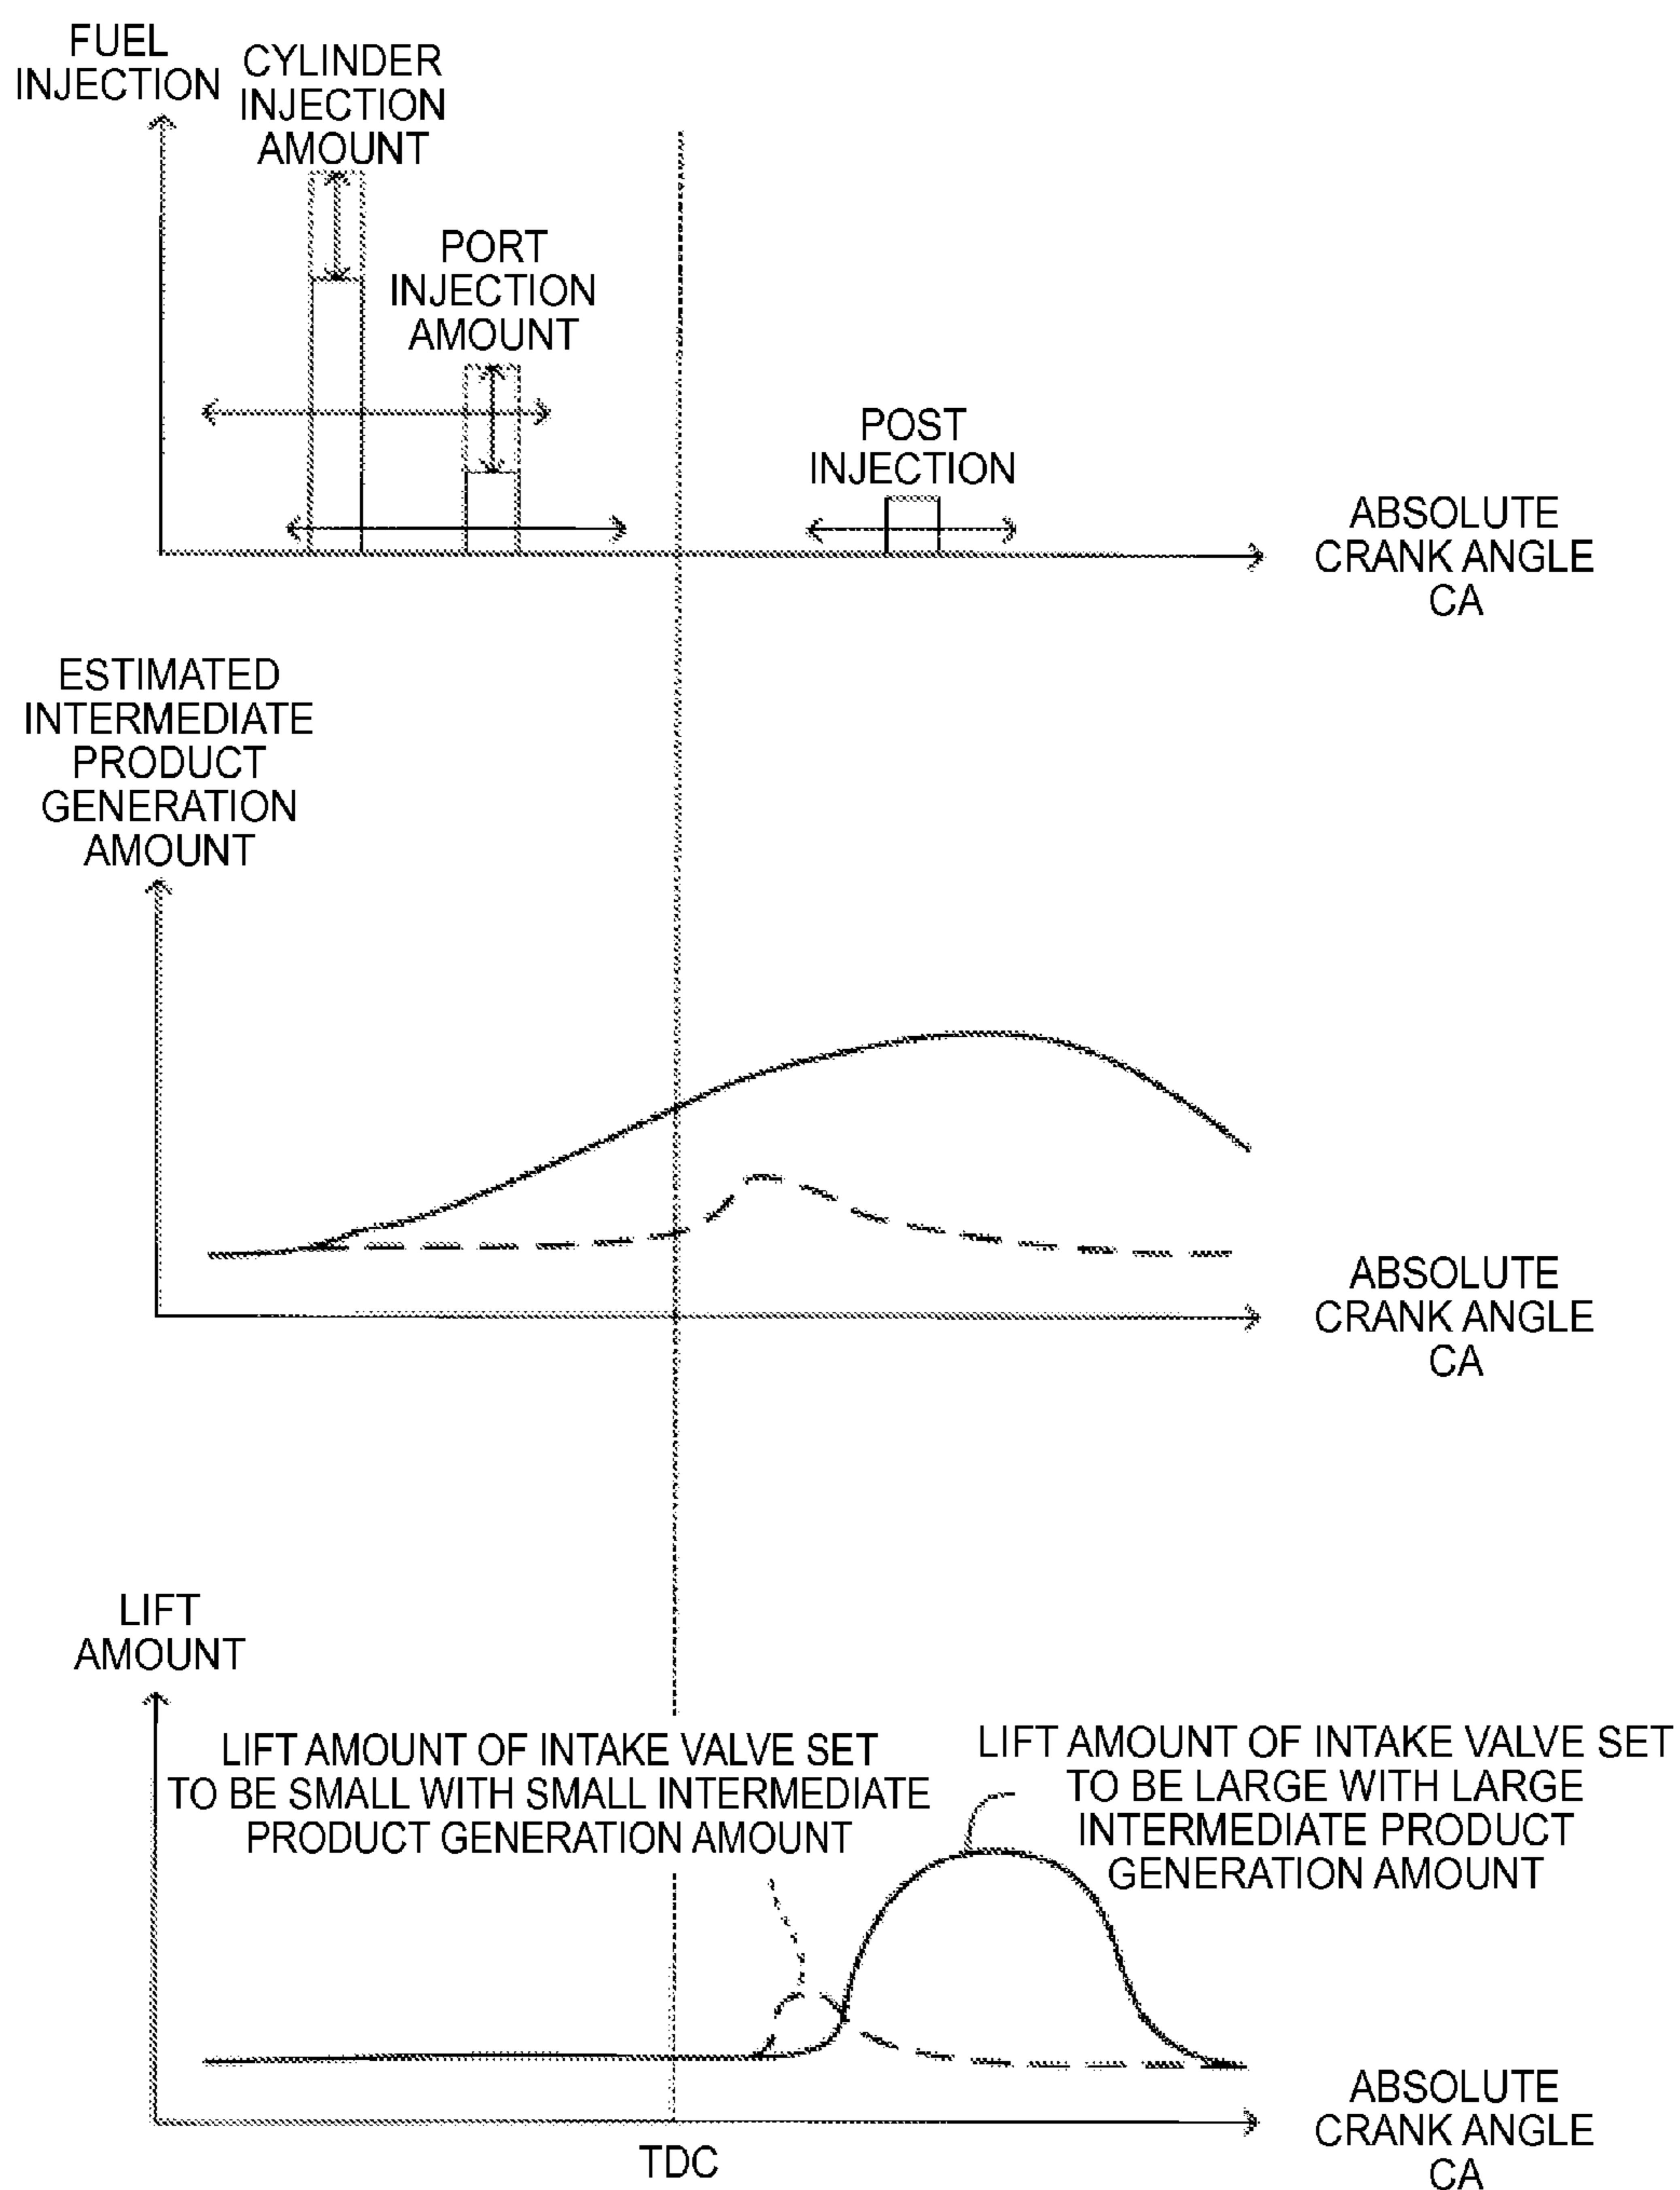 FUEL
INJECTION
CYLINDER
INJECTION
AMOUNT
PORT
INJECTION
AMOUNT
POST
INJECTION
ABSOLUTE
CRANK ANGLE
CA
ESTIMATED
INTERMEDIATE
PRODUCT
GENERATION
AMOUNT
ABSOLUTE
CRANK ANGLE
CA
LIFT
AMOUNT
LIFT AMOUNT OF INTAKE VALVE SET
TO BE SMALL WITH SMALL INTERMEDIATE
PRODUCT GENERATION AMOUNT
LIFT AMOUNT OF INTAKE VALVE SET
TO BE LARGE WITH LARGE
INTERMEDIATE PRODUCT
GENERATION AMOUNT
ABSOLUTE
CRANK ANGLE
CA
TDC